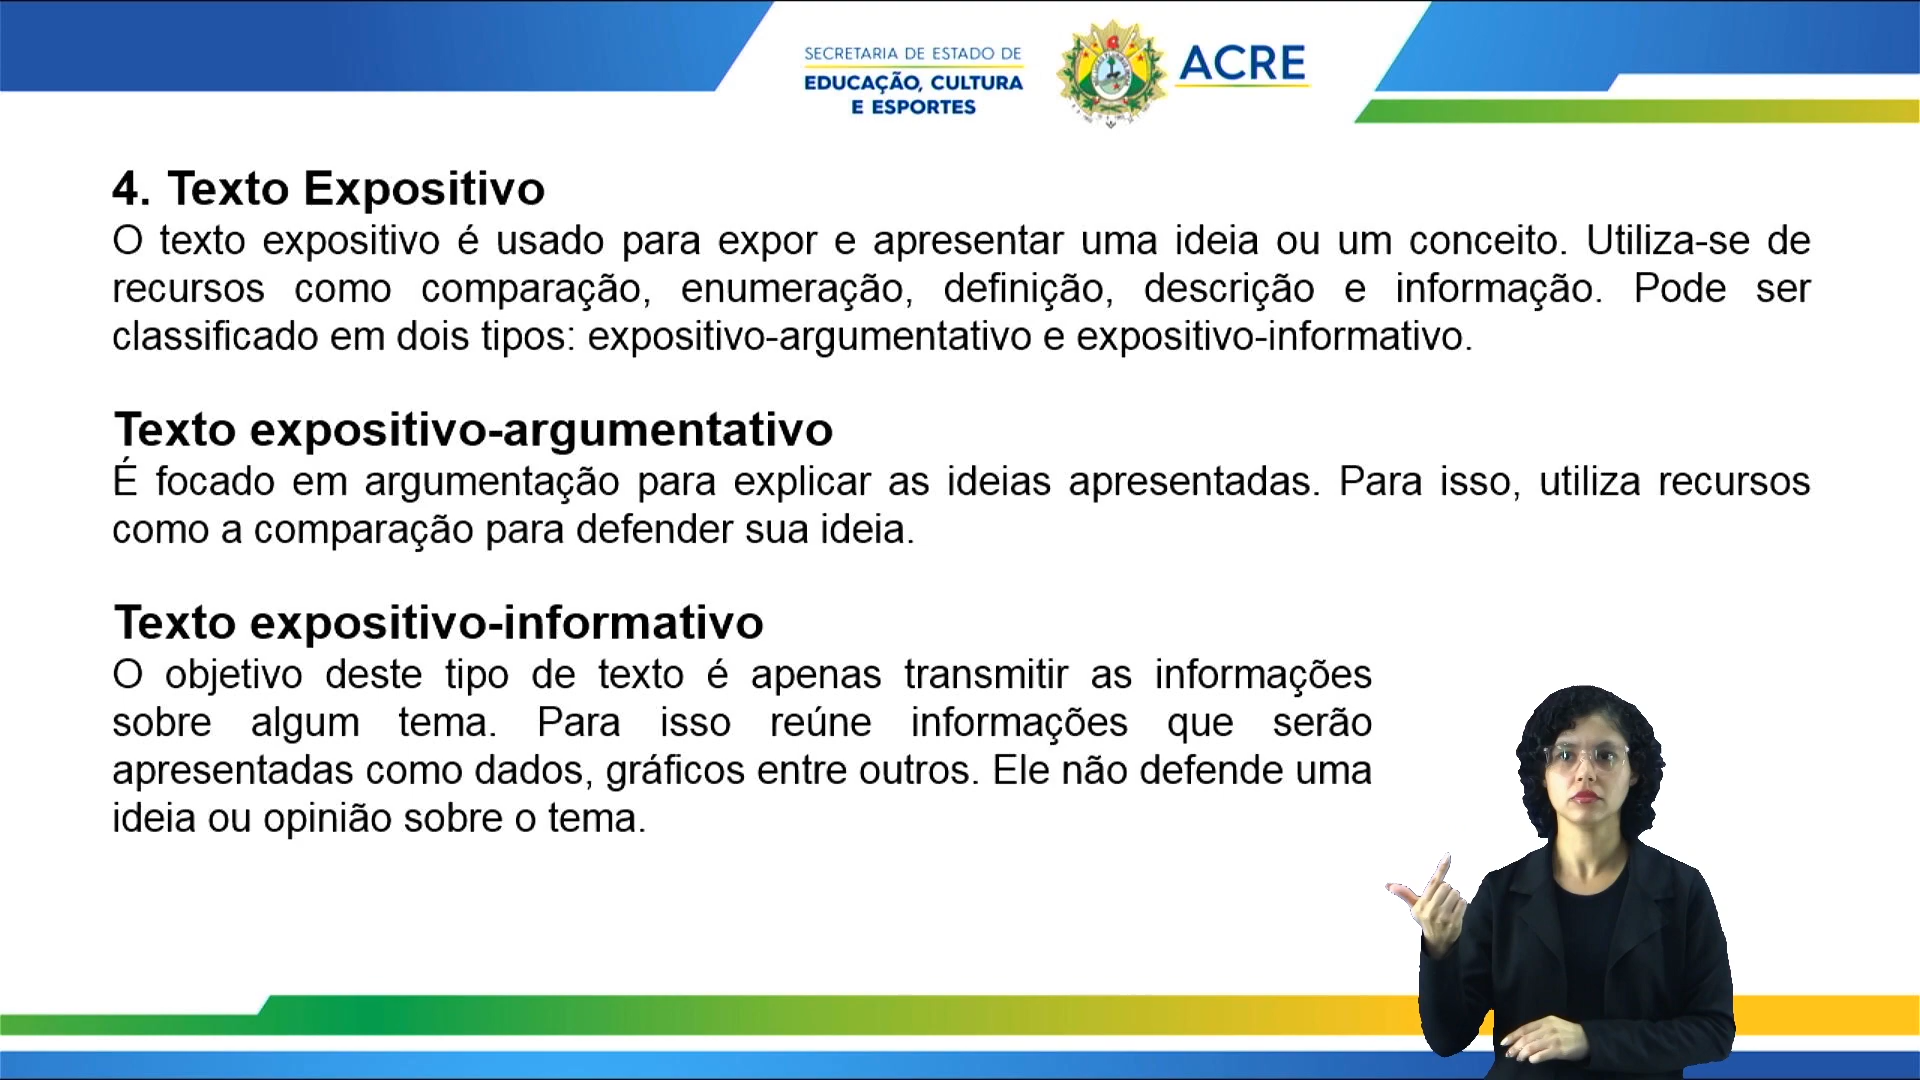 SECRETARIA DE ESTADO DE
EDUCAÇÃO, CULTURA
E ESPORTES
ACRE
4. Texto Expositivo
O texto expositivo é usado para expor e apresentar uma ideia ou um conceito. Utiliza-se de
recursos como comparação, enumeração, definição, descrição e informação. Pode ser
classificado em dois tipos: expositivo-argumentativo e expositivo-informativo.
Texto expositivo-argumentativo
É focado em argumentação para explicar as ideias apresentadas. Para isso, utiliza recursos
como a comparação para defender sua ideia.
Texto expositivo-informativo
O objetivo deste tipo de texto é apenas transmitir as informações
sobre algum tema. Para isso reúne informações que serão
apresentadas como dados, gráficos entre outros. Ele não defende uma
ideia ou opinião sobre o tema.